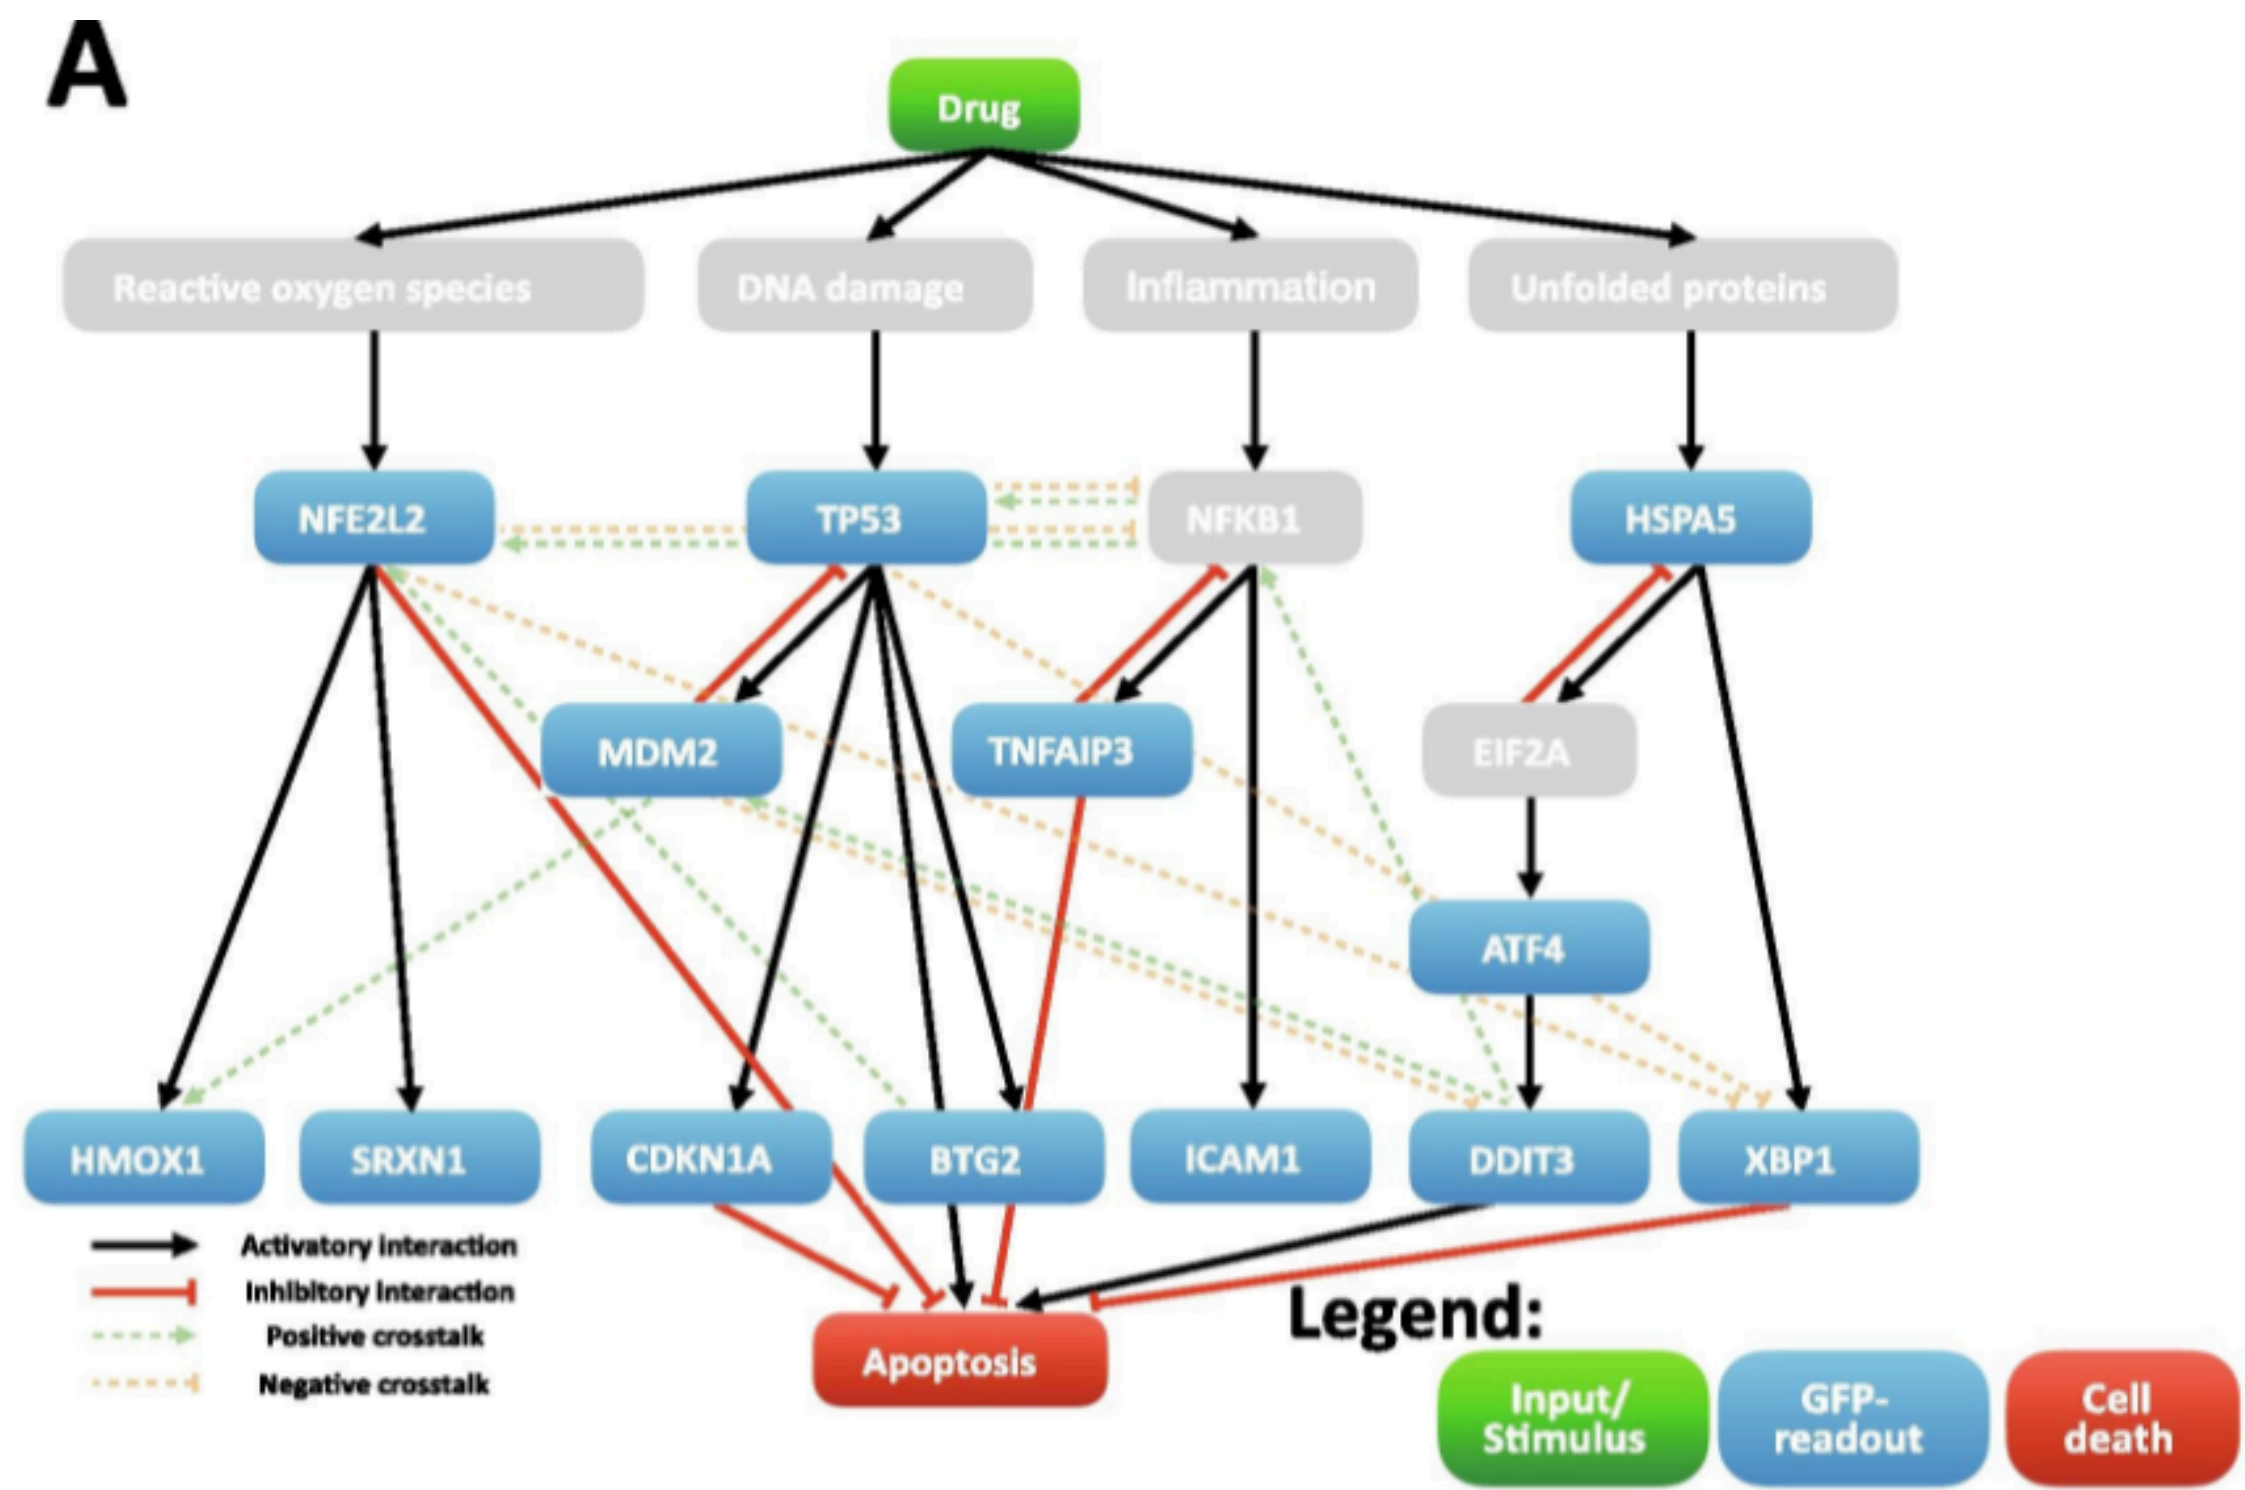 A
Drug
Reactive oxygen species
DNA damage
Inflammation
Unfolded proteins
NFE2L2
TP53
NFKB1
HSPA5
MDM2
TNFAIP3
EIF2A
ATF4
HMOX1
SRXN1
CDKN1A
BTG2
ICAM1
DDIT3
XBP1
Activatory interaction
Inhibitory interaction
Positive crosstalk
Negative crosstalk
Apoptosis
Legend:
Input/
Stimulus
GFP-
readout
Cell
death